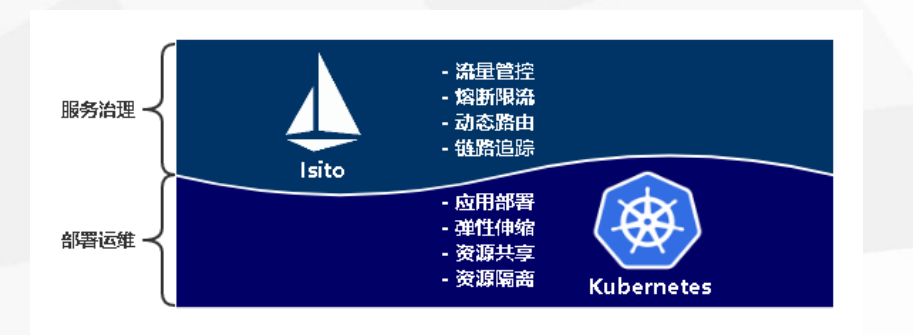 服务治理
- 流量管控
- 熔断限流
- 动态路由
- 链路追踪
Isito
部署运维
- 应用部署
- 弹性伸缩
- 资源共享
- 资源隔离
Kubernetes